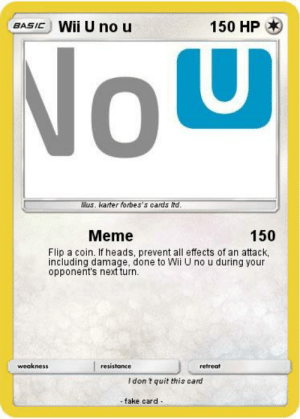 BASIC Wii U no u 150 HP
No U
Illus. karter forbes's cards ltd.
Meme 150
Flip a coin. If heads, prevent all effects of an attack,
including damage, done to Wii U no u during your
opponent's next turn.
weakness resistance retreat
I don't quit this card
- fake card -